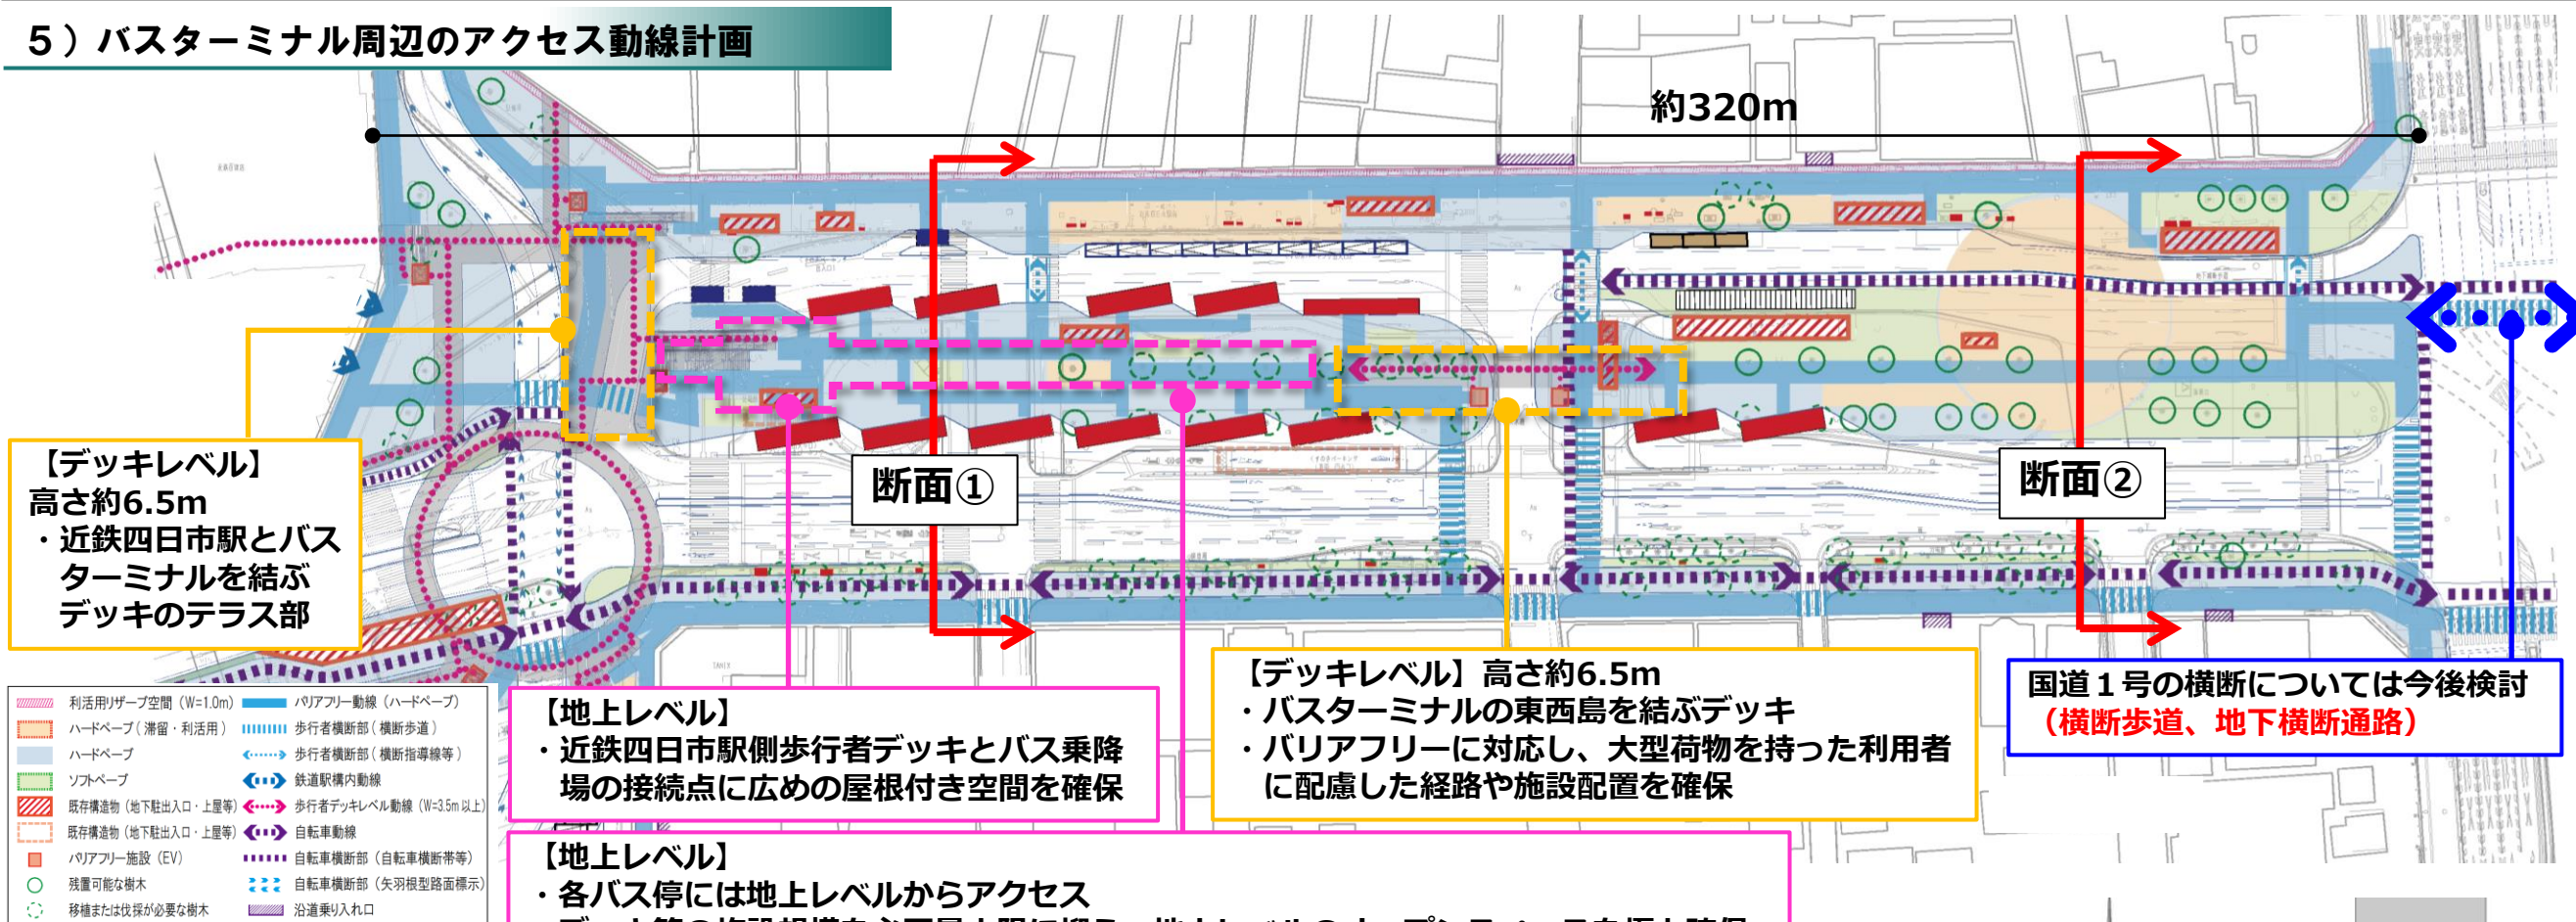 5）バスターミナル周辺のアクセス動線計画
約320m
断面①
断面②
【デッキレベル】
高さ約6.5m
・近鉄四日市駅とバス
ターミナルを結ぶ
デッキのテラス部
【地上レベル】
・近鉄四日市駅側歩行者デッキとバス乗降
場の接続点に広めの屋根付き空間を確保
【デッキレベル】高さ約6.5m
・バスターミナルの東西島を結ぶデッキ
・バリアフリーに対応し、大型荷物を持った利用者
に配慮した経路や施設配置を確保
国道１号の横断については今後検討
（横断歩道、地下横断通路）
【地上レベル】
・各バス停には地上レベルからアクセス
利活用リザーブ空間（W=1.0m）
ハードペーブ（滞留・利活用）
ハードペーブ
ソフトペーブ
既存構造物（地下駐出入口・上屋等）
既存構造物（地下駐出入口・上屋等）
バリアフリー施設（EV）
残置可能な樹木
移植または伐採が必要な樹木
バリアフリー動線（ハードペーブ）
歩行者横断部（横断歩道）
歩行者横断部（横断指導線等）
鉄道駅構内動線
歩行者デッキレベル動線（W=3.5m以上）
自転車動線
自転車横断部（自転車横断帯等）
自転車横断部（矢羽根型路面標示）
沿道乗り入れ口